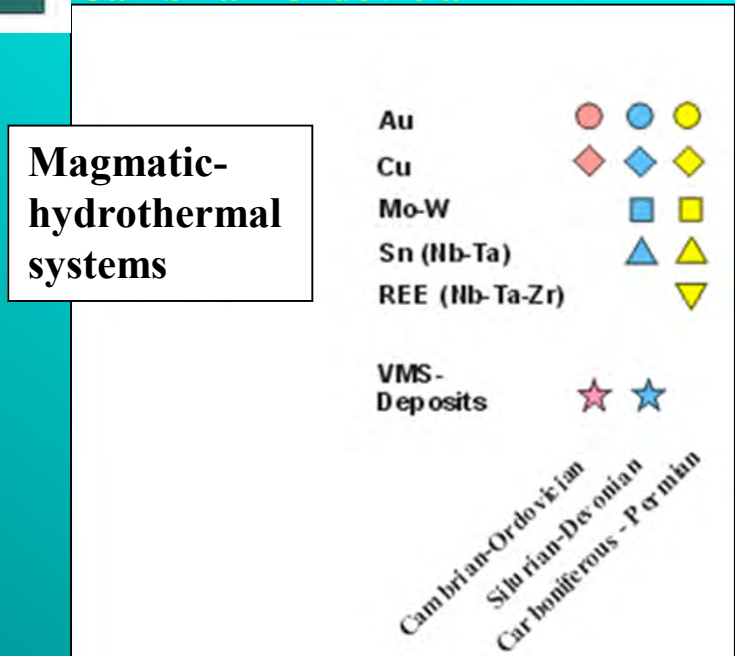 Magmatic-
hydrothermal
systems
Au
Cu
Mo-W
Sn (Nb-Ta)
REE (Nb-Ta-Zr)
VMS-
Deposits
Cambrian-Ordovician
Silurian-Devonian
Carboniferous - Permian